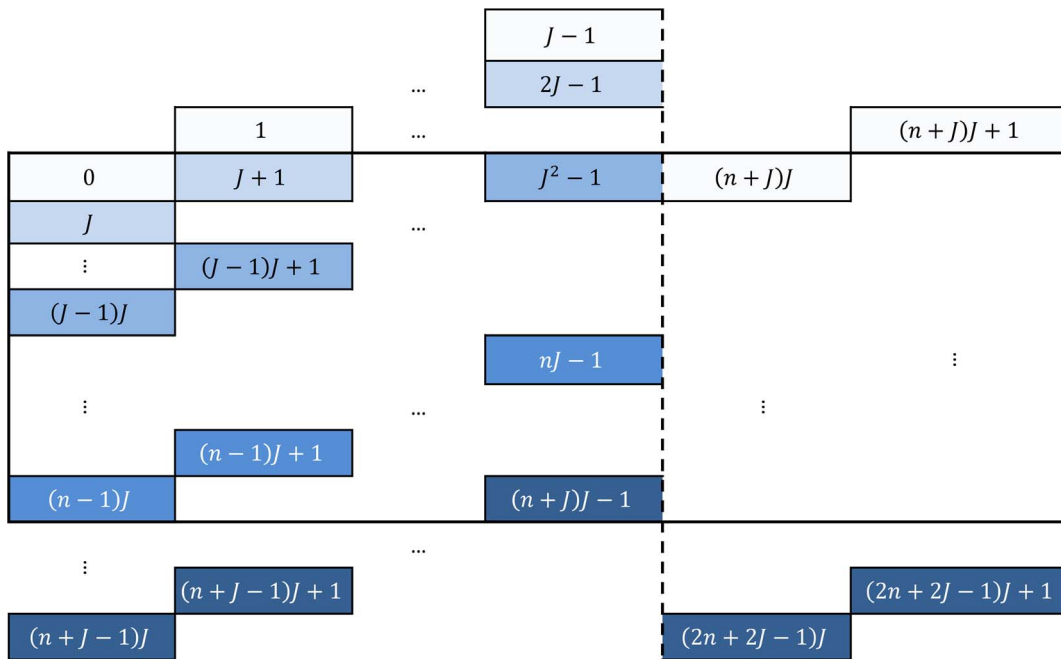 J − 1
... 2J − 1
1 ... (n + J)J + 1
0 J + 1 J² − 1 (n + J)J
J ...
⋮ (J − 1)J + 1
(J − 1)J
nJ − 1 ⋮
⋮ ... ⋮
(n − 1)J + 1
(n − 1)J (n + J)J − 1
...
⋮ (n + J − 1)J + 1 (2n + 2J − 1)J + 1
(n + J − 1)J (2n + 2J − 1)J